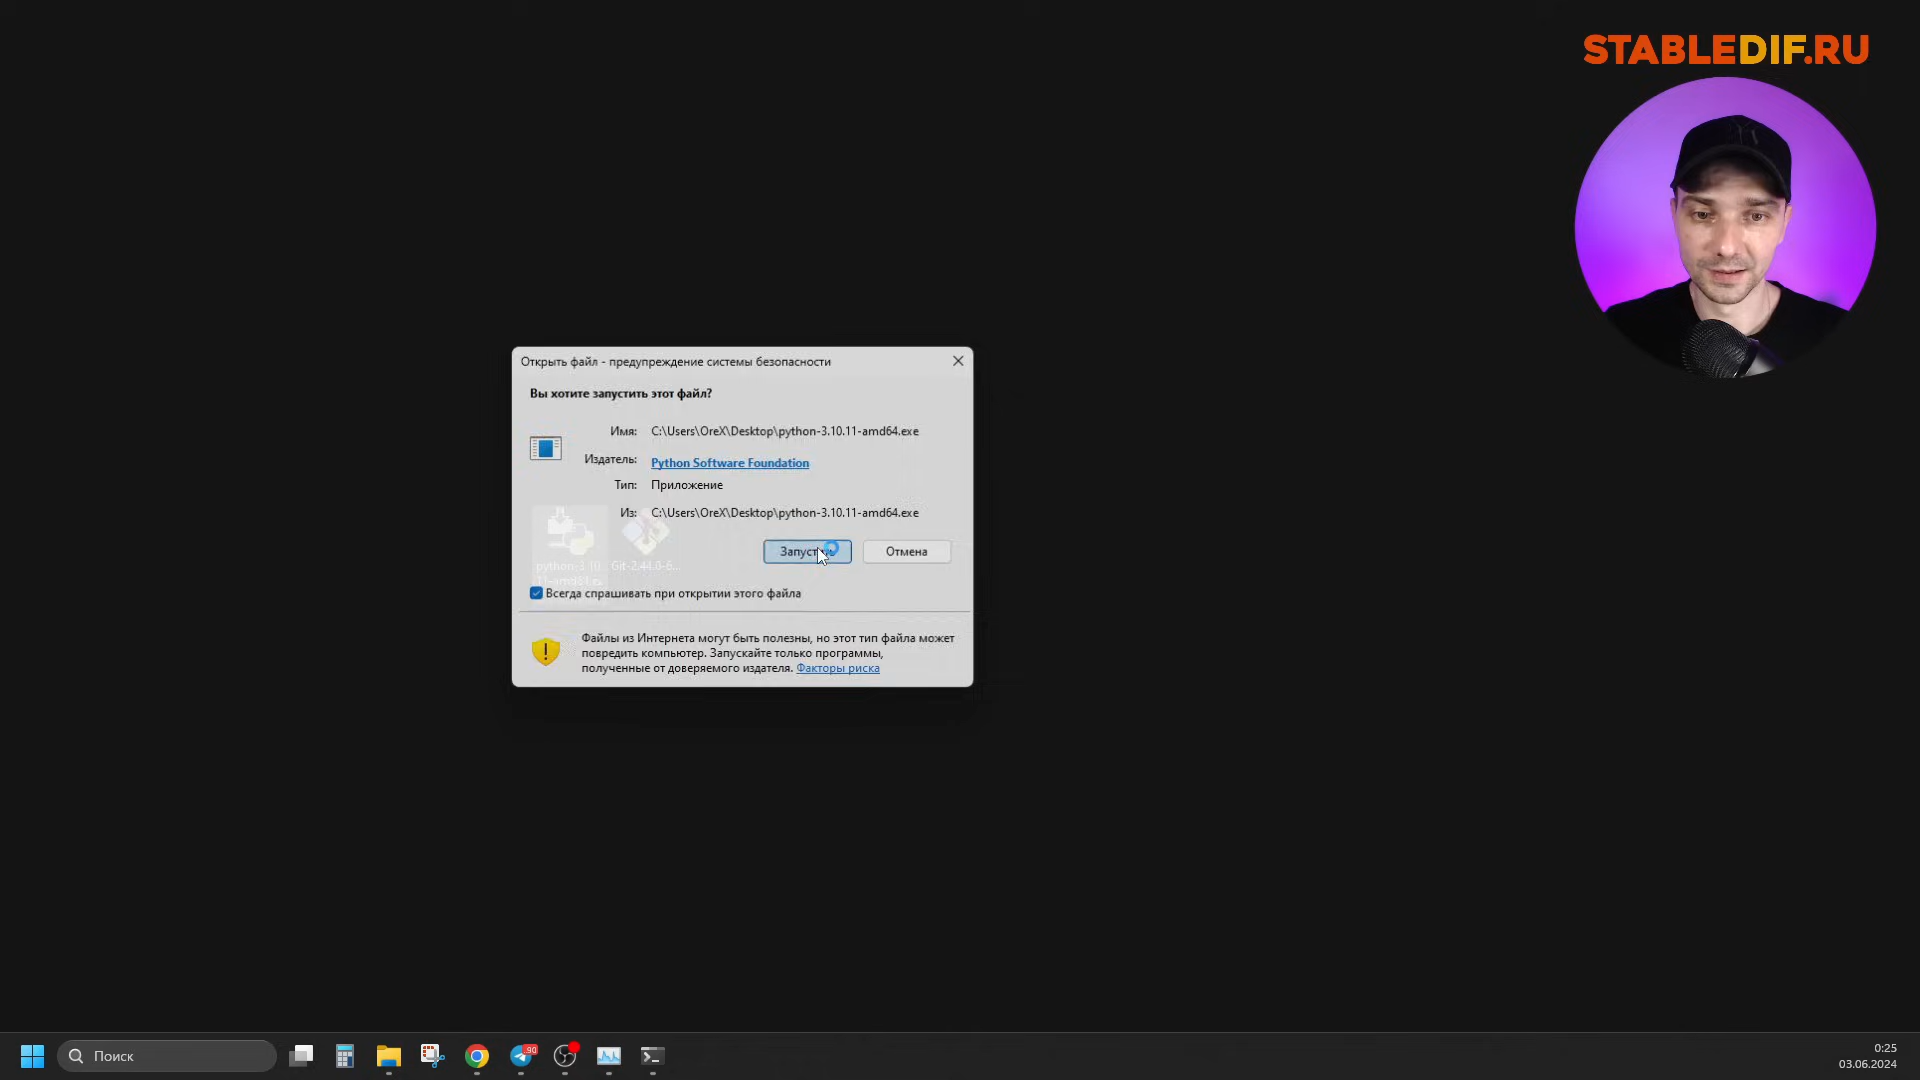 STABLEDIF.RU
Открыть файл - предупреждение системы безопасности
Вы хотите запустить этот файл?
Имя: C:\Users\OreX\Desktop\python-3.10.11-amd64.exe
Издатель: Python Software Foundation
Тип: Приложение
Из: C:\Users\OreX\Desktop\python-3.10.11-amd64.exe
Отмена
Всегда спрашивать при открытии этого файла
Файлы из Интернета могут быть полезны, но этот тип файла может
повредить компьютер. Запускайте только программы,
полученные от доверяемого издателя. Факторы риска
Поиск
90
0:25
03.06.2024